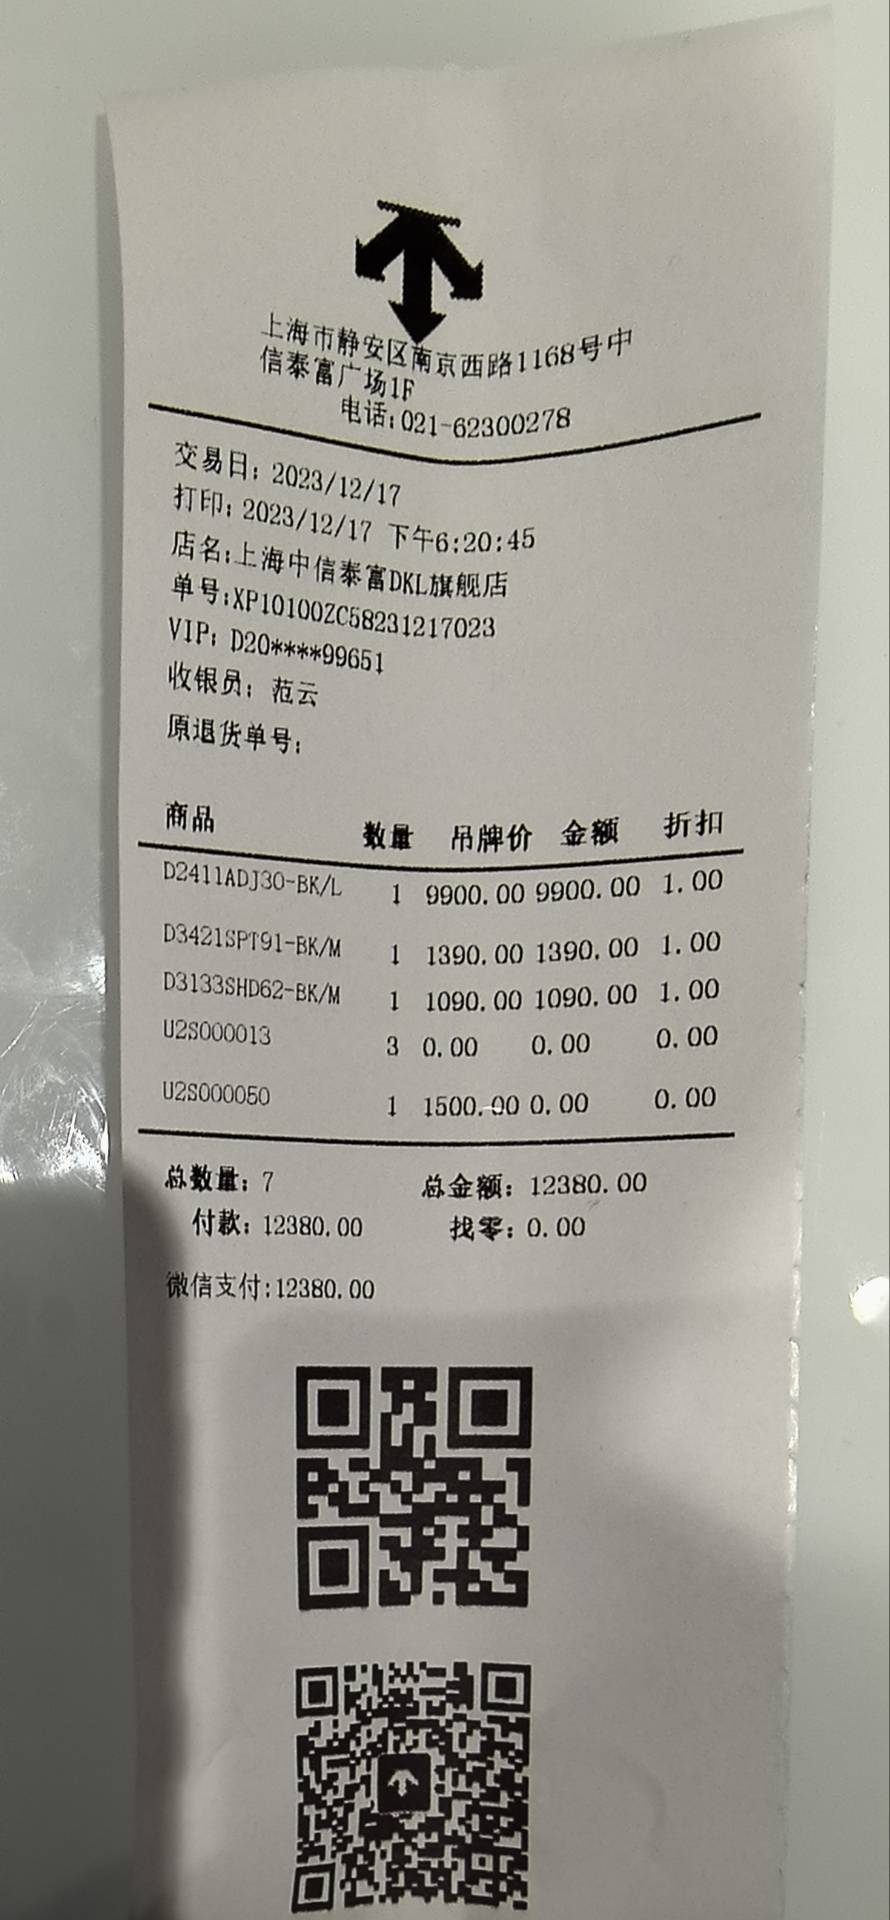 上海市静安区南京西路1168号中
信泰富广场1F
电话:021-62300278
交易日: 2023/12/17
打印: 2023/12/17 下午6:20:45
店名:上海中信泰富DKL旗舰店
单号:XP10100ZC58231217023
VIP: D20****99651
收银员: 范云
原退货单号:
商品 数量 吊牌价 金额 折扣
D2411ADJ30-BK/L 1 9900.00 9900.00 1.00
D3421SPT91-BK/M 1 1390.00 1390.00 1.00
D3133SHD62-BK/M 1 1090.00 1090.00 1.00
U2S000013 3 0.00 0.00 0.00
U2S000050 1 1500.00 0.00 0.00
总数量: 7 总金额: 12380.00
付款: 12380.00 找零: 0.00
微信支付:12380.00